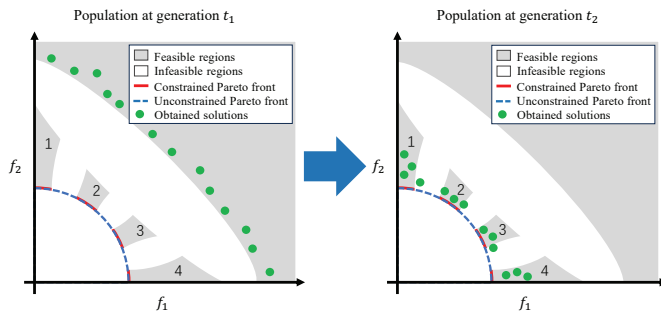 Population at generation t₁
Feasible regions
Infeasible regions
Constrained Pareto front
Unconstrained Pareto front
Obtained solutions
1
2
3
4
f₂
f₁
Population at generation t₂
Feasible regions
Infeasible regions
Constrained Pareto front
Unconstrained Pareto front
Obtained solutions
1
2
3
4
f₂
f₁